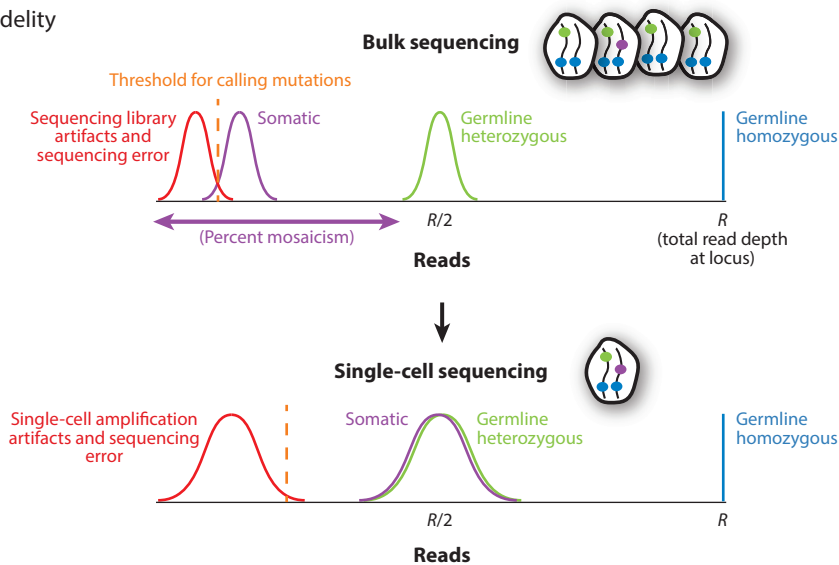 delity
Bulk sequencing
Threshold for calling mutations
Sequencing library
artifacts and
sequencing error
Somatic
Germline
heterozygous
Germline
homozygous
(Percent mosaicism)
R/2
R
(total read depth
at locus)
Reads
Single-cell sequencing
Single-cell amplification
artifacts and sequencing
error
Somatic
Germline
heterozygous
Germline
homozygous
R/2
R
Reads